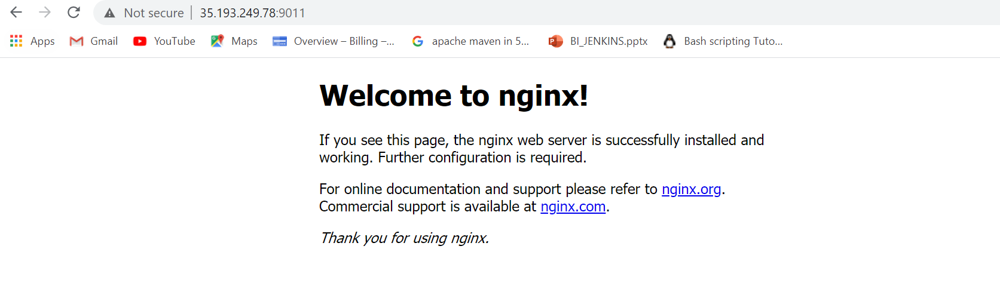 Not secure | 35.193.249.78:9011
Apps Gmail YouTube Maps Overview – Billing –... apache maven in 5... BI_JENKINS.pptx Bash scripting Tuto...
Welcome to nginx!
If you see this page, the nginx web server is successfully installed and
working. Further configuration is required.
For online documentation and support please refer to nginx.org.
Commercial support is available at nginx.com.
Thank you for using nginx.